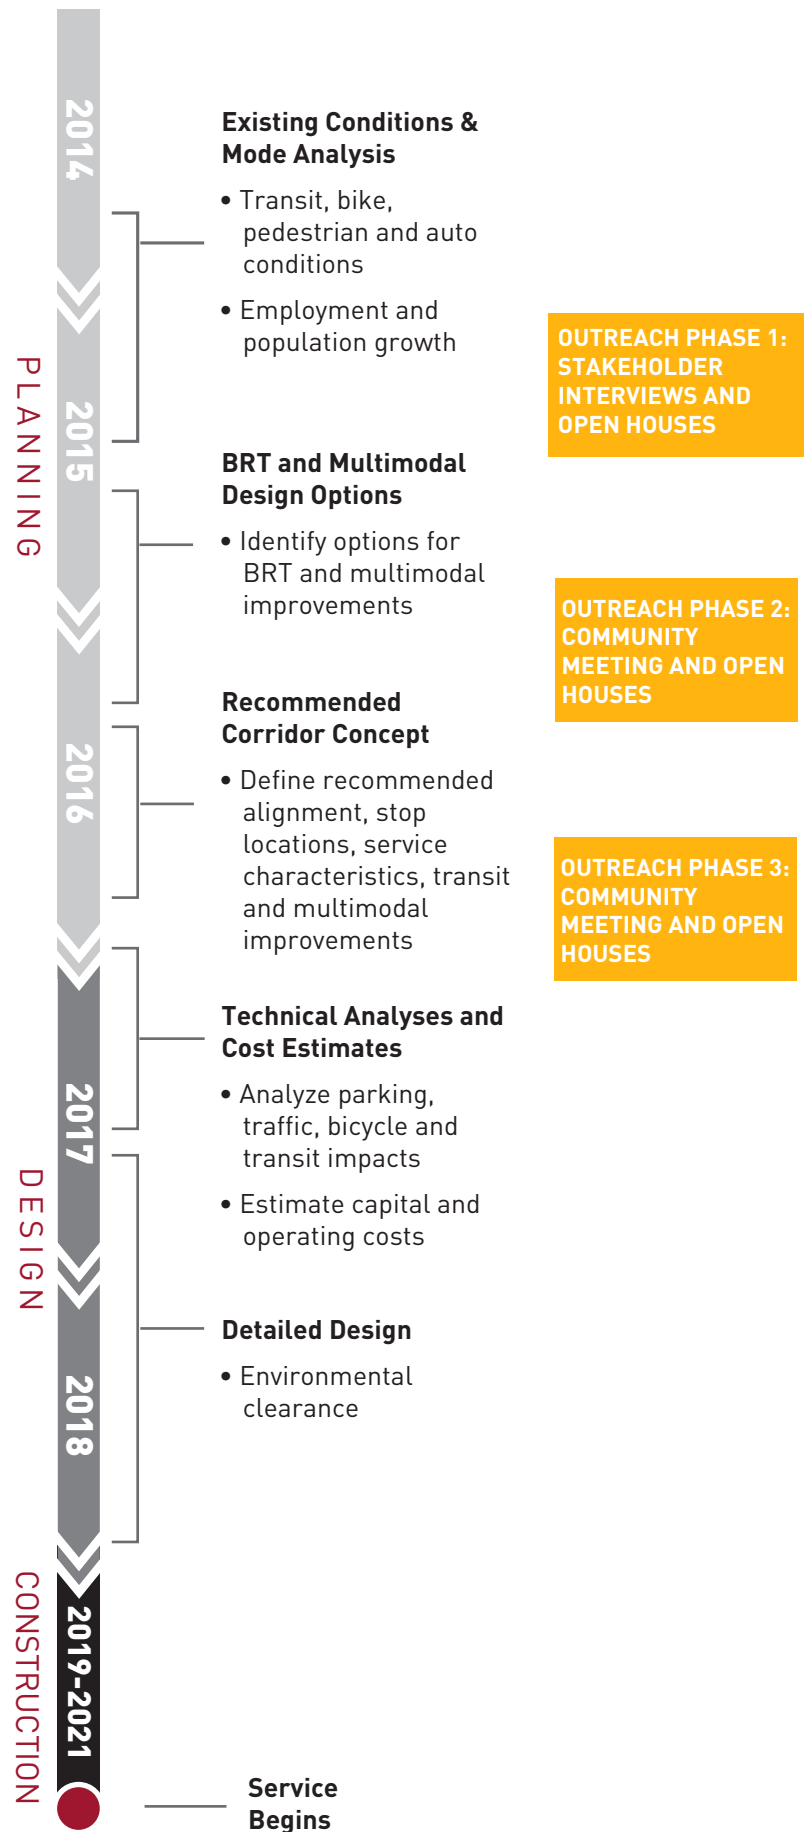 2014
Existing Conditions &
Mode Analysis
• Transit, bike,
pedestrian and auto
conditions
• Employment and
population growth
OUTREACH PHASE 1:
STAKEHOLDER
INTERVIEWS AND
OPEN HOUSES
PLANNING
2015
BRT and Multimodal
Design Options
• Identify options for
BRT and multimodal
improvements
OUTREACH PHASE 2:
COMMUNITY
MEETING AND OPEN
HOUSES
2016
Recommended
Corridor Concept
• Define recommended
alignment, stop
locations, service
characteristics, transit
and multimodal
improvements
OUTREACH PHASE 3:
COMMUNITY
MEETING AND OPEN
HOUSES
2017
Technical Analyses and
Cost Estimates
• Analyze parking,
traffic, bicycle and
transit impacts
• Estimate capital and
operating costs
DESIGN
2018
Detailed Design
• Environmental
clearance
CONSTRUCTION
2019-2021
Service
Begins